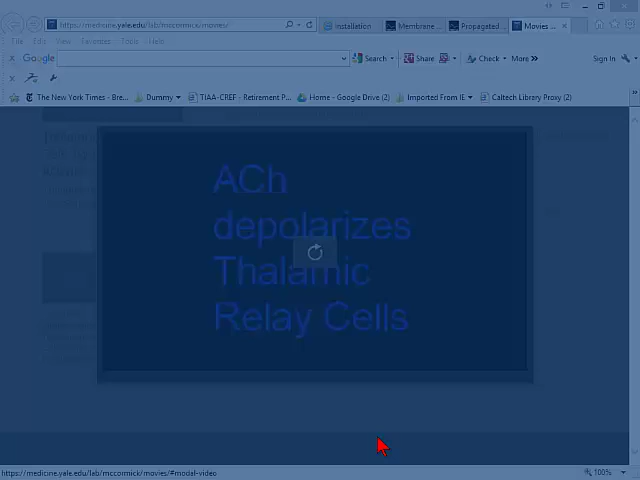 https://medicine.yale.edu/lab/mccormick/movies/
Installation
Membrane ...
Propagated ...
Movies ...
File Edit View Favorites Tools Help
x Google Search Share Check More » Sign In
x
The New York Times - Bre... Dummy TIAA-CREF - Retirement P... Home - Google Drive (2) Imported From IE Caltech Library Proxy (2)
ACh
depolarizes
Thalamic
Relay Cells
https://medicine.yale.edu/lab/mccormick/movies/#modal-video
100%